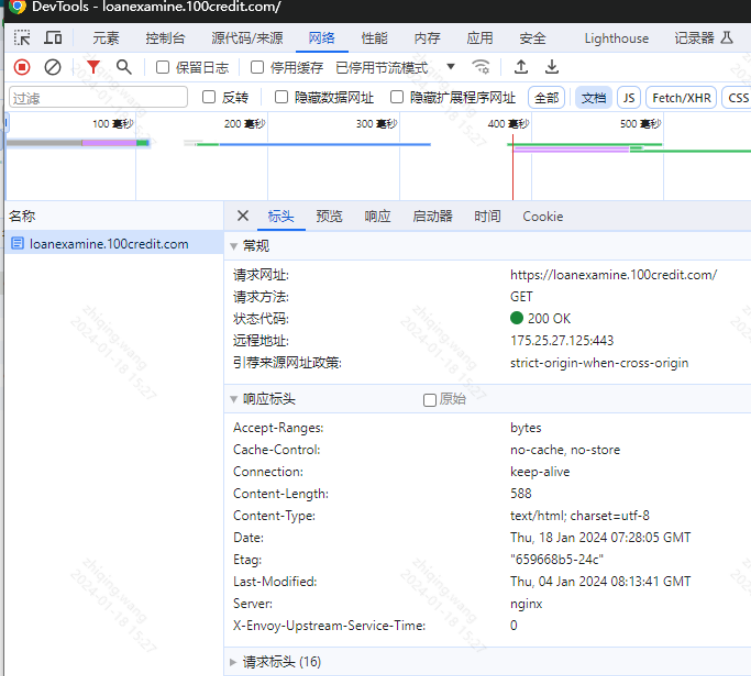 DevTools - loanexamine.100credit.com/
元素 控制台 源代码/来源 网络 性能 内存 应用 安全 Lighthouse 记录器
保留日志 停用缓存 已停用节流模式
过滤 反转 隐藏数据网址 隐藏扩展程序网址 全部 文档 JS Fetch/XHR CSS
100 毫秒 200 毫秒 300 毫秒 400 毫秒 500 毫秒
名称 标头 预览 响应 启动器 时间 Cookie
loanexamine.100credit.com
常规
请求网址: https://loanexamine.100credit.com/
请求方法: GET
状态代码: 200 OK
远程地址: 175.25.27.125:443
引荐来源网址政策: strict-origin-when-cross-origin
响应标头 原始
Accept-Ranges: bytes
Cache-Control: no-cache, no-store
Connection: keep-alive
Content-Length: 588
Content-Type: text/html; charset=utf-8
Date: Thu, 18 Jan 2024 07:28:05 GMT
Etag: "659668b5-24c"
Last-Modified: Thu, 04 Jan 2024 08:13:41 GMT
Server: nginx
X-Envoy-Upstream-Service-Time: 0
请求标头 (16)
zhiqing.wang
2024-01-18 15:27